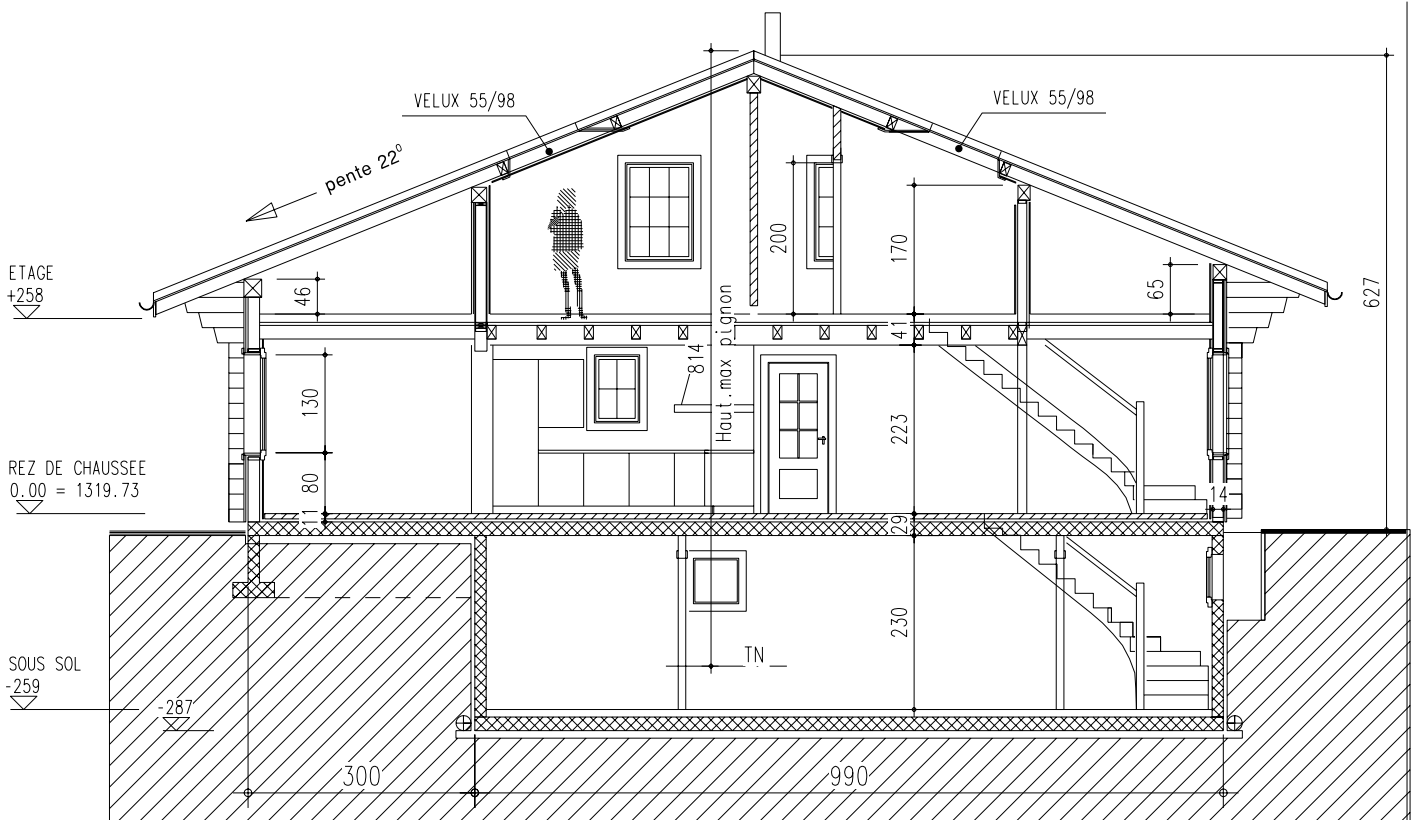 VELUX 55/98
VELUX 55/98
pente 22°
ETAGE
+258
46
200
170
65
627
41
814
Haut.max pignon
130
223
REZ DE CHAUSSEE
0.00 = 1319.73
80
14
11
29
230
TN
SOUS SOL
-259
-287
300
990